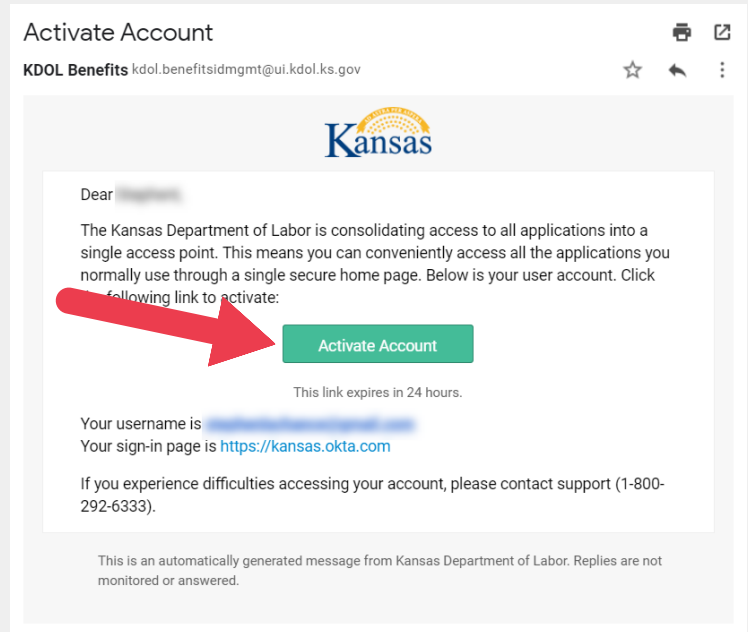 Activate Account
KDOL Benefits kdol.benefitsidmgmt@ui.kdol.ks.gov
Kansas
Dear
The Kansas Department of Labor is consolidating access to all applications into a
single access point. This means you can conveniently access all the applications you
normally use through a single secure home page. Below is your user account. Click
following link to activate:
Activate Account
This link expires in 24 hours.
Your username is
Your sign-in page is https://kansas.okta.com
If you experience difficulties accessing your account, please contact support (1-800-
292-6333).
This is an automatically generated message from Kansas Department of Labor. Replies are not
monitored or answered.